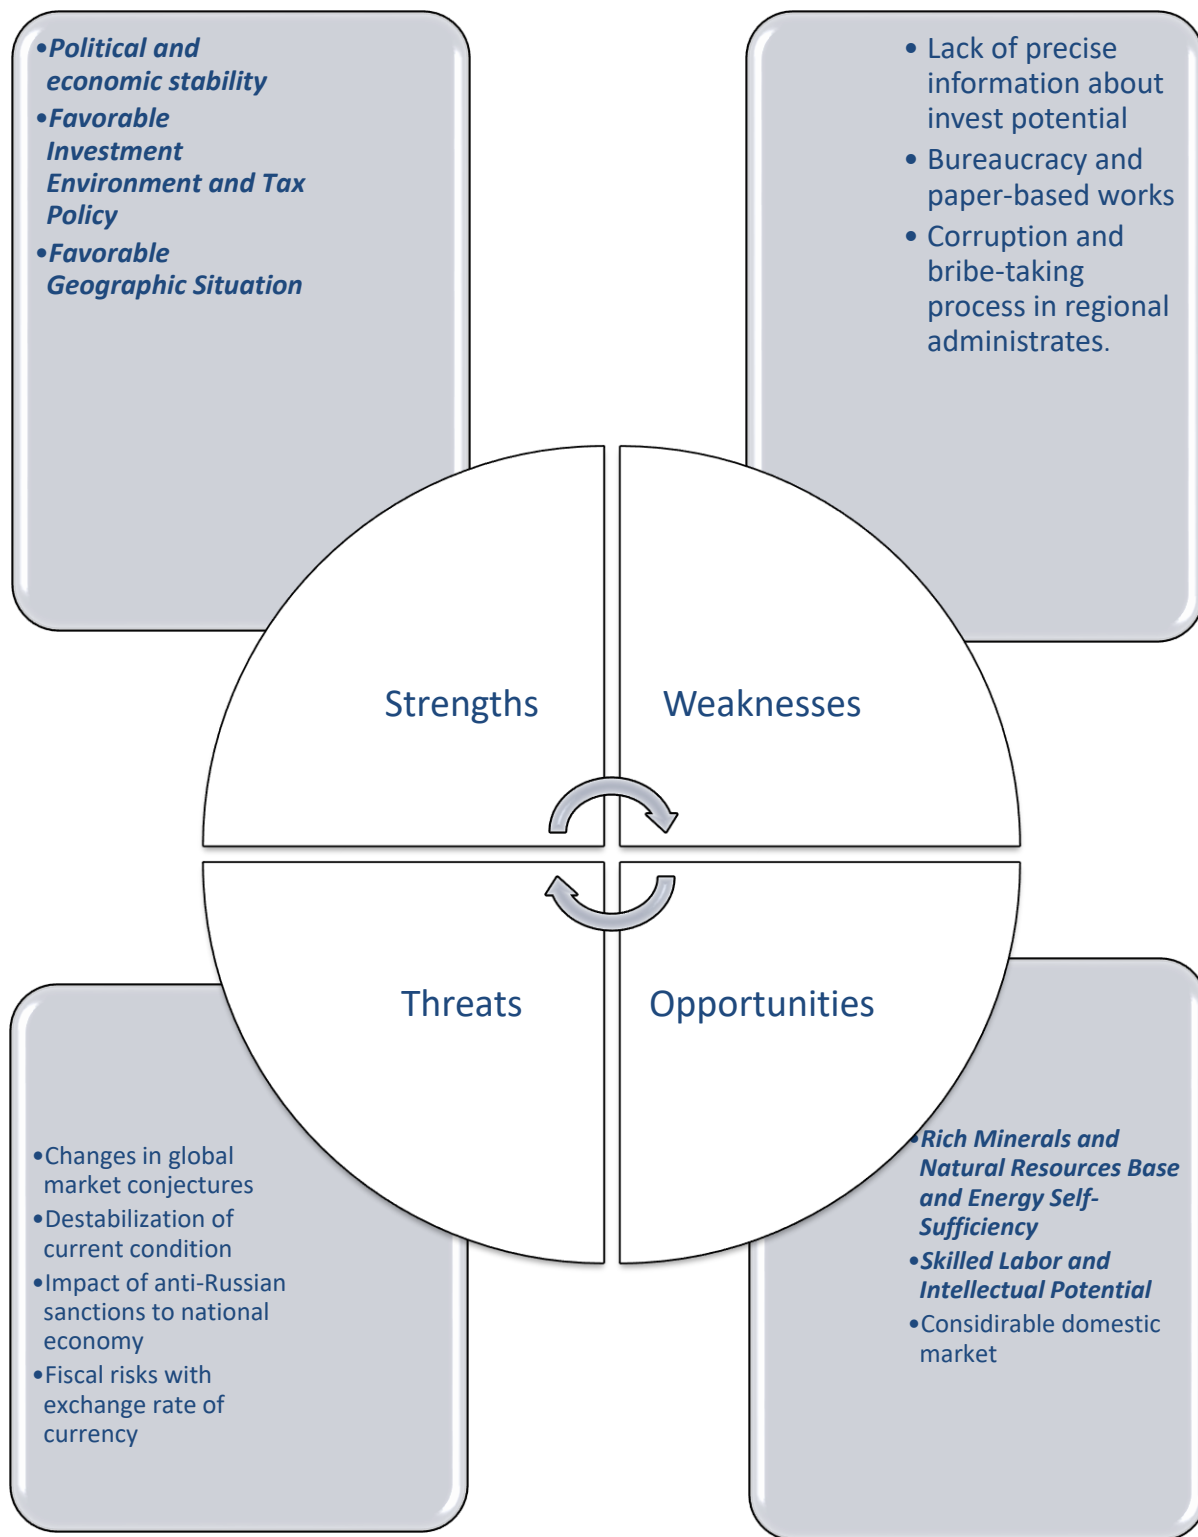 •Political and
economic stability
•Favorable
Investment
Environment and Tax
Policy
•Favorable
Geographic Situation
• Lack of precise
information about
invest potential
• Bureaucracy and
paper-based works
• Corruption and
bribe-taking
process in regional
administrates.
Strengths
Weaknesses
Threats
Opportunities
•Changes in global
market conjectures
•Destabilization of
current condition
•Impact of anti-Russian
sanctions to national
economy
•Fiscal risks with
exchange rate of
currency
•Rich Minerals and
Natural Resources Base
and Energy Self-
Sufficiency
•Skilled Labor and
Intellectual Potential
•Considirable domestic
market